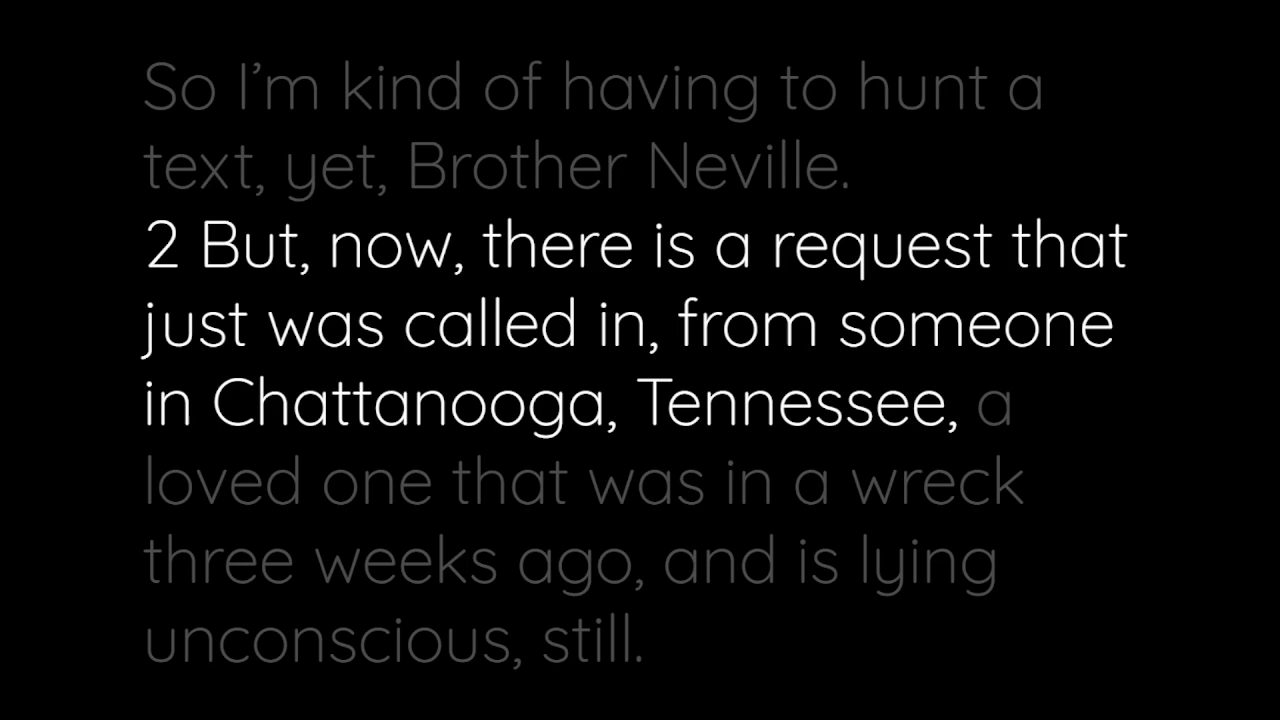 So I’m kind of having to hunt a
text, yet, Brother Neville.
2 But, now, there is a request that
just was called in, from someone
in Chattanooga, Tennessee, a
loved one that was in a wreck
three weeks ago, and is lying
unconscious, still.